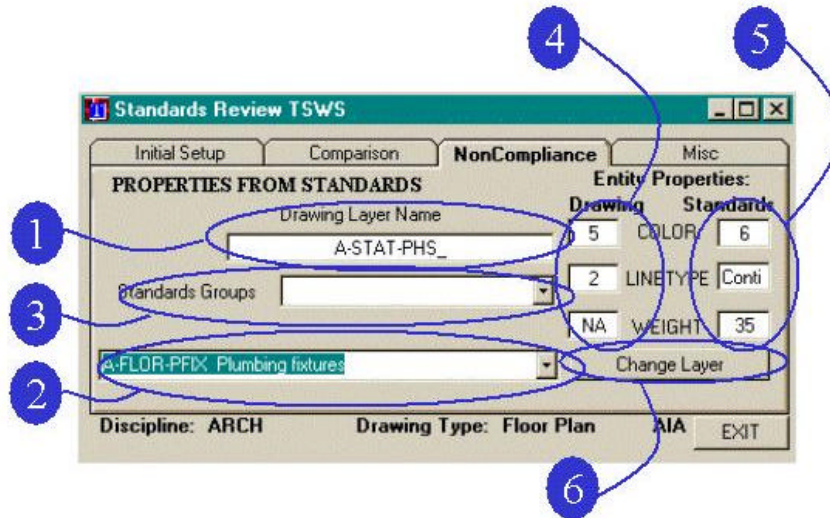 4
5
Standards Review TSWS
Initial Setup Comparison NonCompliance Misc
PROPERTIES FROM STANDARDS Entity Properties:
Drawing Standards
1
Drawing Layer Name
5 COLOR 6
A-STAT-PHS_
Standards Groups 2 LINETYPE Conti
3
NA WEIGHT 35
A-FLOR-PFIX Plumbing fixtures Change Layer
2
Discipline: ARCH Drawing Type: Floor Plan AIA EXIT
6